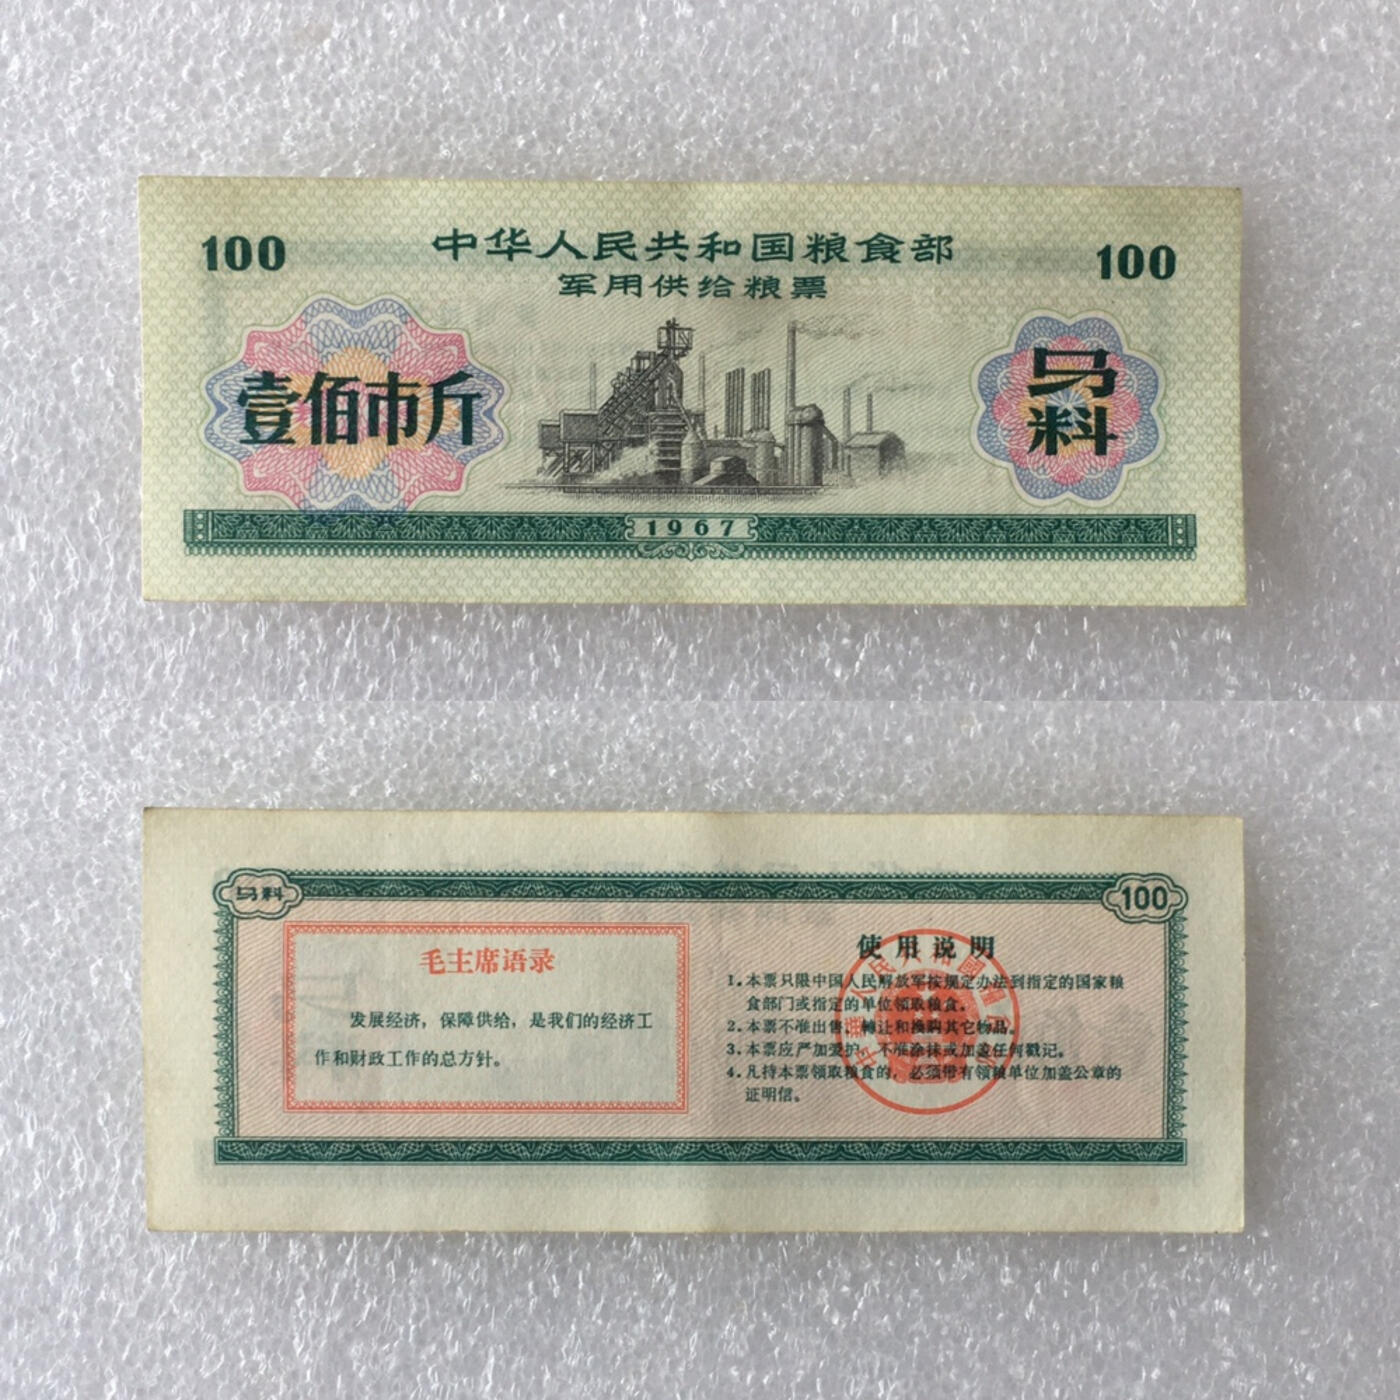 中华人民共和国粮食部
军用供给粮票
100
100
壹佰市斤
马料
1967
马料
100
毛主席语录
发展经济，保障供给，是我们的经济工
作和财政工作的总方针。
使用说明
1.本票只限中国人民解放军按规定办法到指定的国家粮
食部门或指定的单位领取粮食。
2.本票不准出售、轉让和换购其它物品。
3.本票应严加爱护，不准涂抹或加盖任何戳记。
4.凡持本票领取粮食的，必须带有领粮单位加盖公章的
证明信。